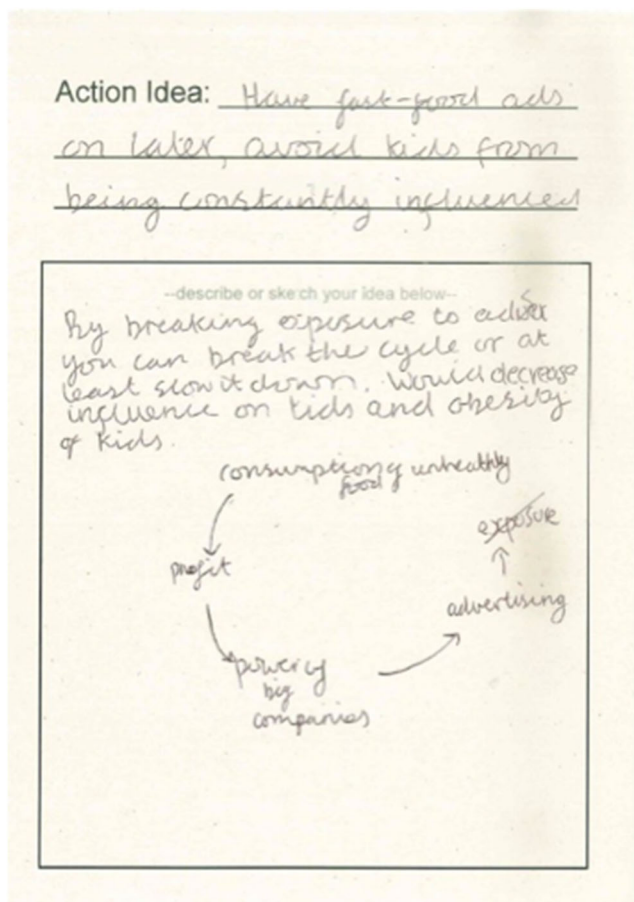 Action Idea: Have fast-food ads
on later, avoid kids from
being constantly influenced
--describe or sketch your idea below--
By breaking exposure to adver
you can break the cycle or at
least slow it down. Would decrease
influence on kids and obesity
of kids.
consumption of unhealthy
food
exposure
profit
advertising
power of
big
companies